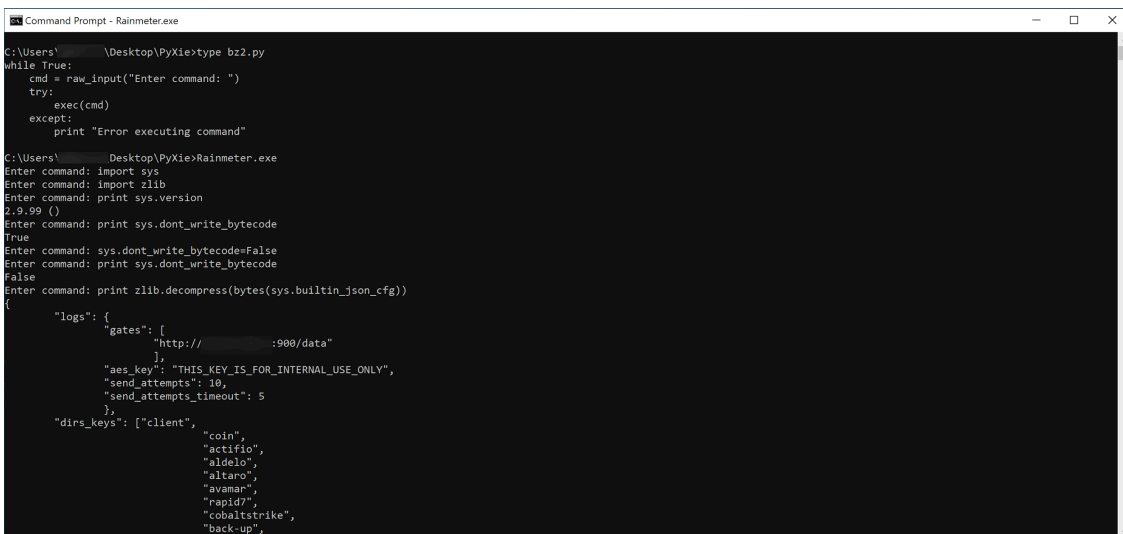 Command Prompt - Rainmeter.exe
C:\Users\ \Desktop\PyXie>type bz2.py
while True:
    cmd = raw_input("Enter command: ")
    try:
        exec(cmd)
    except:
        print "Error executing command"
C:\Users\ Desktop\PyXie>Rainmeter.exe
Enter command: import sys
Enter command: import zlib
Enter command: print sys.version
2.9.99 ()
Enter command: print sys.dont_write_bytecode
True
Enter command: sys.dont_write_bytecode=False
Enter command: print sys.dont_write_bytecode
False
Enter command: print zlib.decompress(bytes(sys.builtin_json_cfg))
{
        "logs": {
                "gates": [
                        "http:// :900/data"
                        ],
                "aes_key": "THIS_KEY_IS_FOR_INTERNAL_USE_ONLY",
                "send_attempts": 10,
                "send_attempts_timeout": 5
                },
        "dirs_keys": ["client",
                                "coin",
                                "actifio",
                                "aldelo",
                                "altaro",
                                "avamar",
                                "rapid7",
                                "cobaltstrike",
                                "back-up",